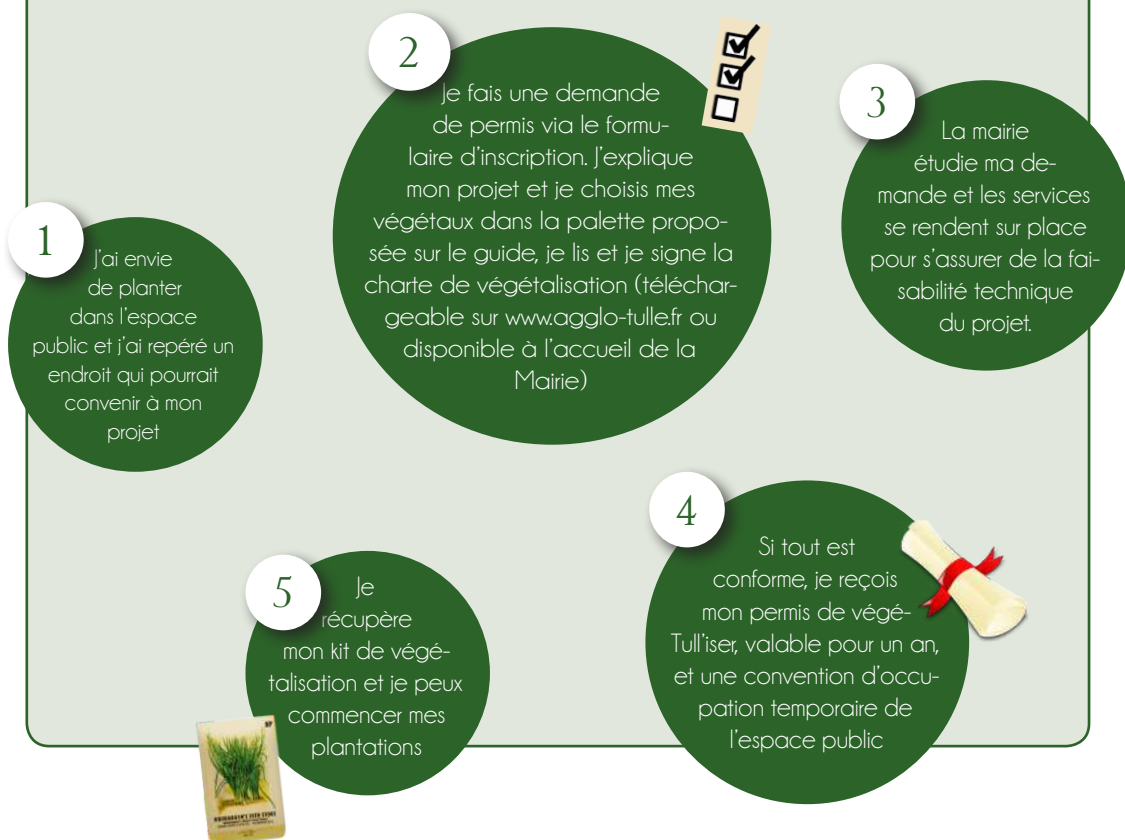 1
J'ai envie
de planter
dans l'espace
public et j'ai repéré un
endroit qui pourrait
convenir à mon
projet
2
Je fais une demande
de permis via le formu-
laire d'inscription. J'explique
mon projet et je choisis mes
végétaux dans la palette propo-
sée sur le guide, je lis et je signe la
charte de végétalisation (téléchar-
geable sur www.agglo-tulle.fr ou
disponible à l'accueil de la
Mairie)
3
La mairie
étudie ma de-
mande et les services
se rendent sur place
pour s'assurer de la fai-
sabilité technique
du projet.
4
Si tout est
conforme, je reçois
mon permis de végé-
Tull'iser, valable pour un an,
et une convention d'occu-
pation temporaire de
l'espace public
5
Je
récupère
mon kit de végé-
talisation et je peux
commencer mes
plantations